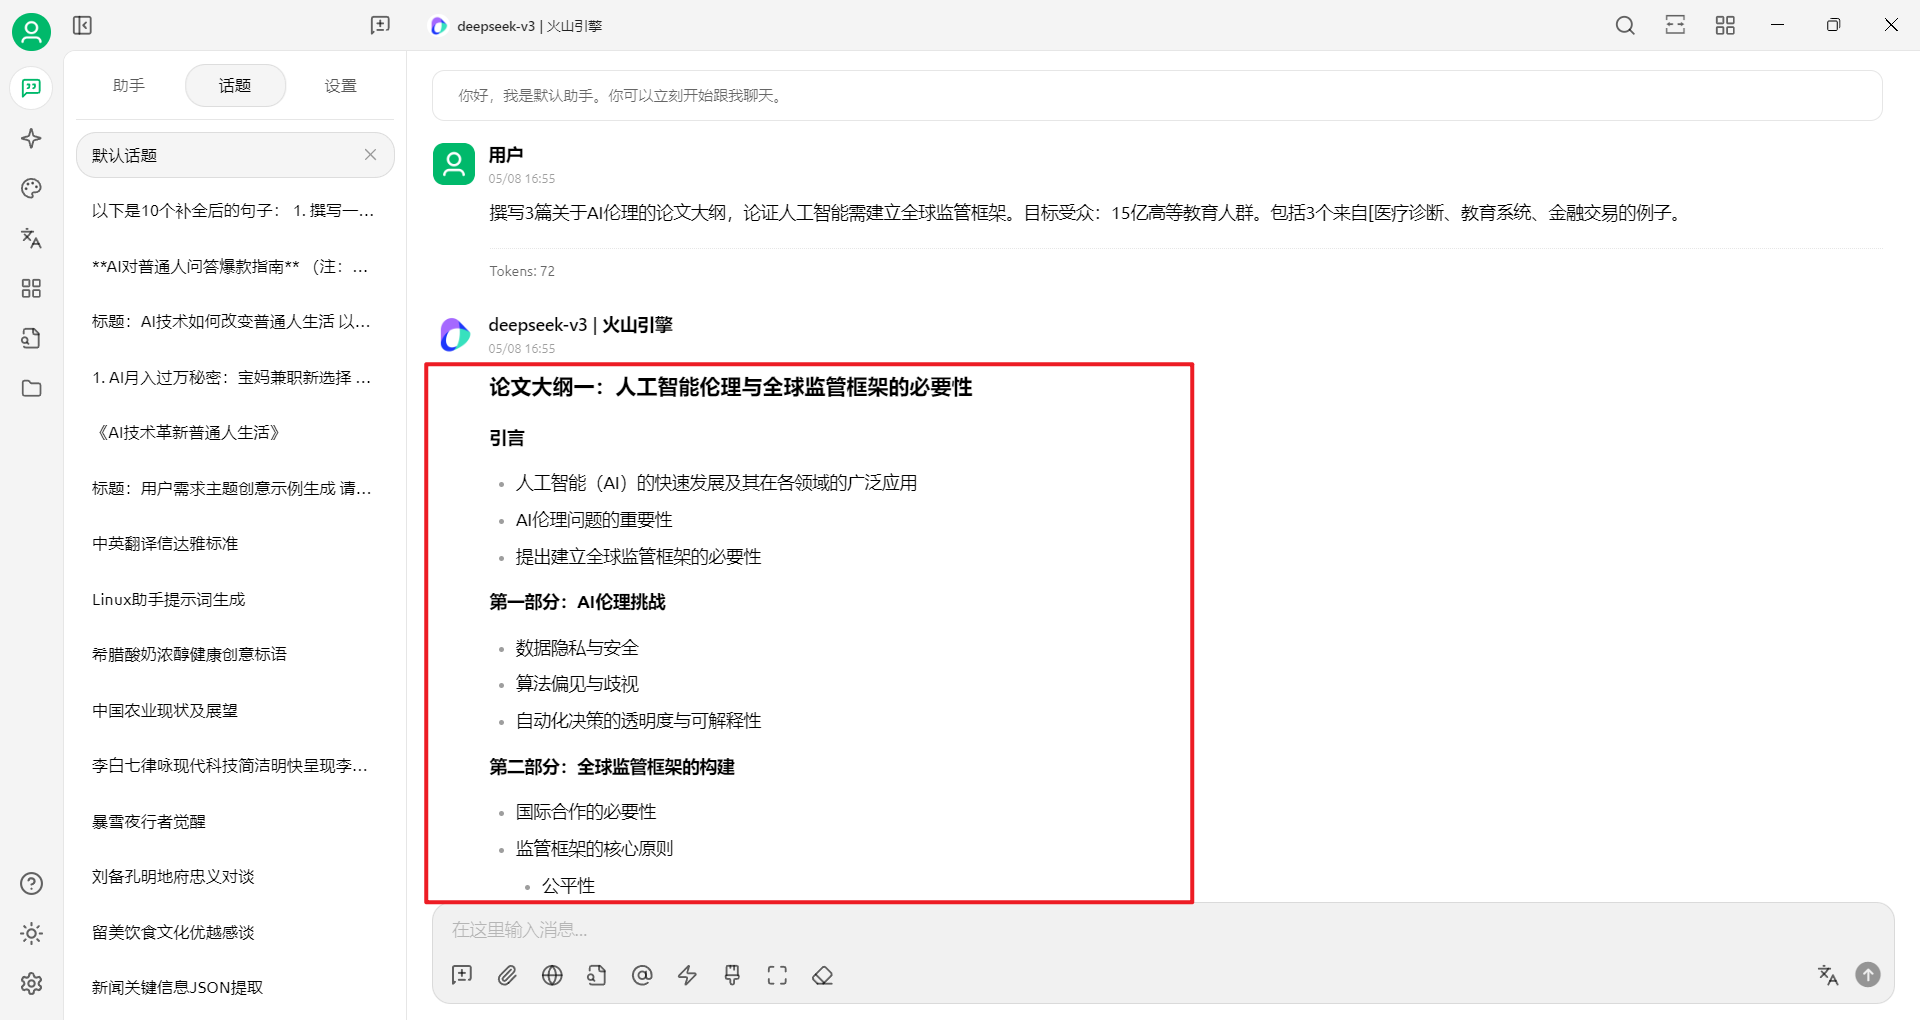 deepseek-v3 | 火山引擎
助手
话题
设置
默认话题
以下是10个补全后的句子： 1. 撰写一...
**AI对普通人问答爆款指南** （注：...
标题：AI技术如何改变普通人生活 以...
1. AI月入过万秘密：宝妈兼职新选择 ...
《AI技术革新普通人生活》
标题：用户需求主题创意示例生成 请...
中英翻译信达雅标准
Linux助手提示词生成
希腊酸奶浓醇健康创意标语
中国农业现状及展望
李白七律咏现代科技简洁明快呈现李...
暴雪夜行者觉醒
刘备孔明地府忠义对谈
留美饮食文化优越感谈
新闻关键信息JSON提取
你好，我是默认助手。你可以立刻开始跟我聊天。
用户
05/08 16:55
撰写3篇关于AI伦理的论文大纲，论证人工智能需建立全球监管框架。目标受众：15亿高等教育人群。包括3个来自[医疗诊断、教育系统、金融交易的例子。
Tokens: 72
deepseek-v3 | 火山引擎
05/08 16:55
论文大纲一：人工智能伦理与全球监管框架的必要性
引言
人工智能（AI）的快速发展及其在各领域的广泛应用
AI伦理问题的重要性
提出建立全球监管框架的必要性
第一部分：AI伦理挑战
数据隐私与安全
算法偏见与歧视
自动化决策的透明度与可解释性
第二部分：全球监管框架的构建
国际合作的必要性
监管框架的核心原则
公平性
在这里输入消息...